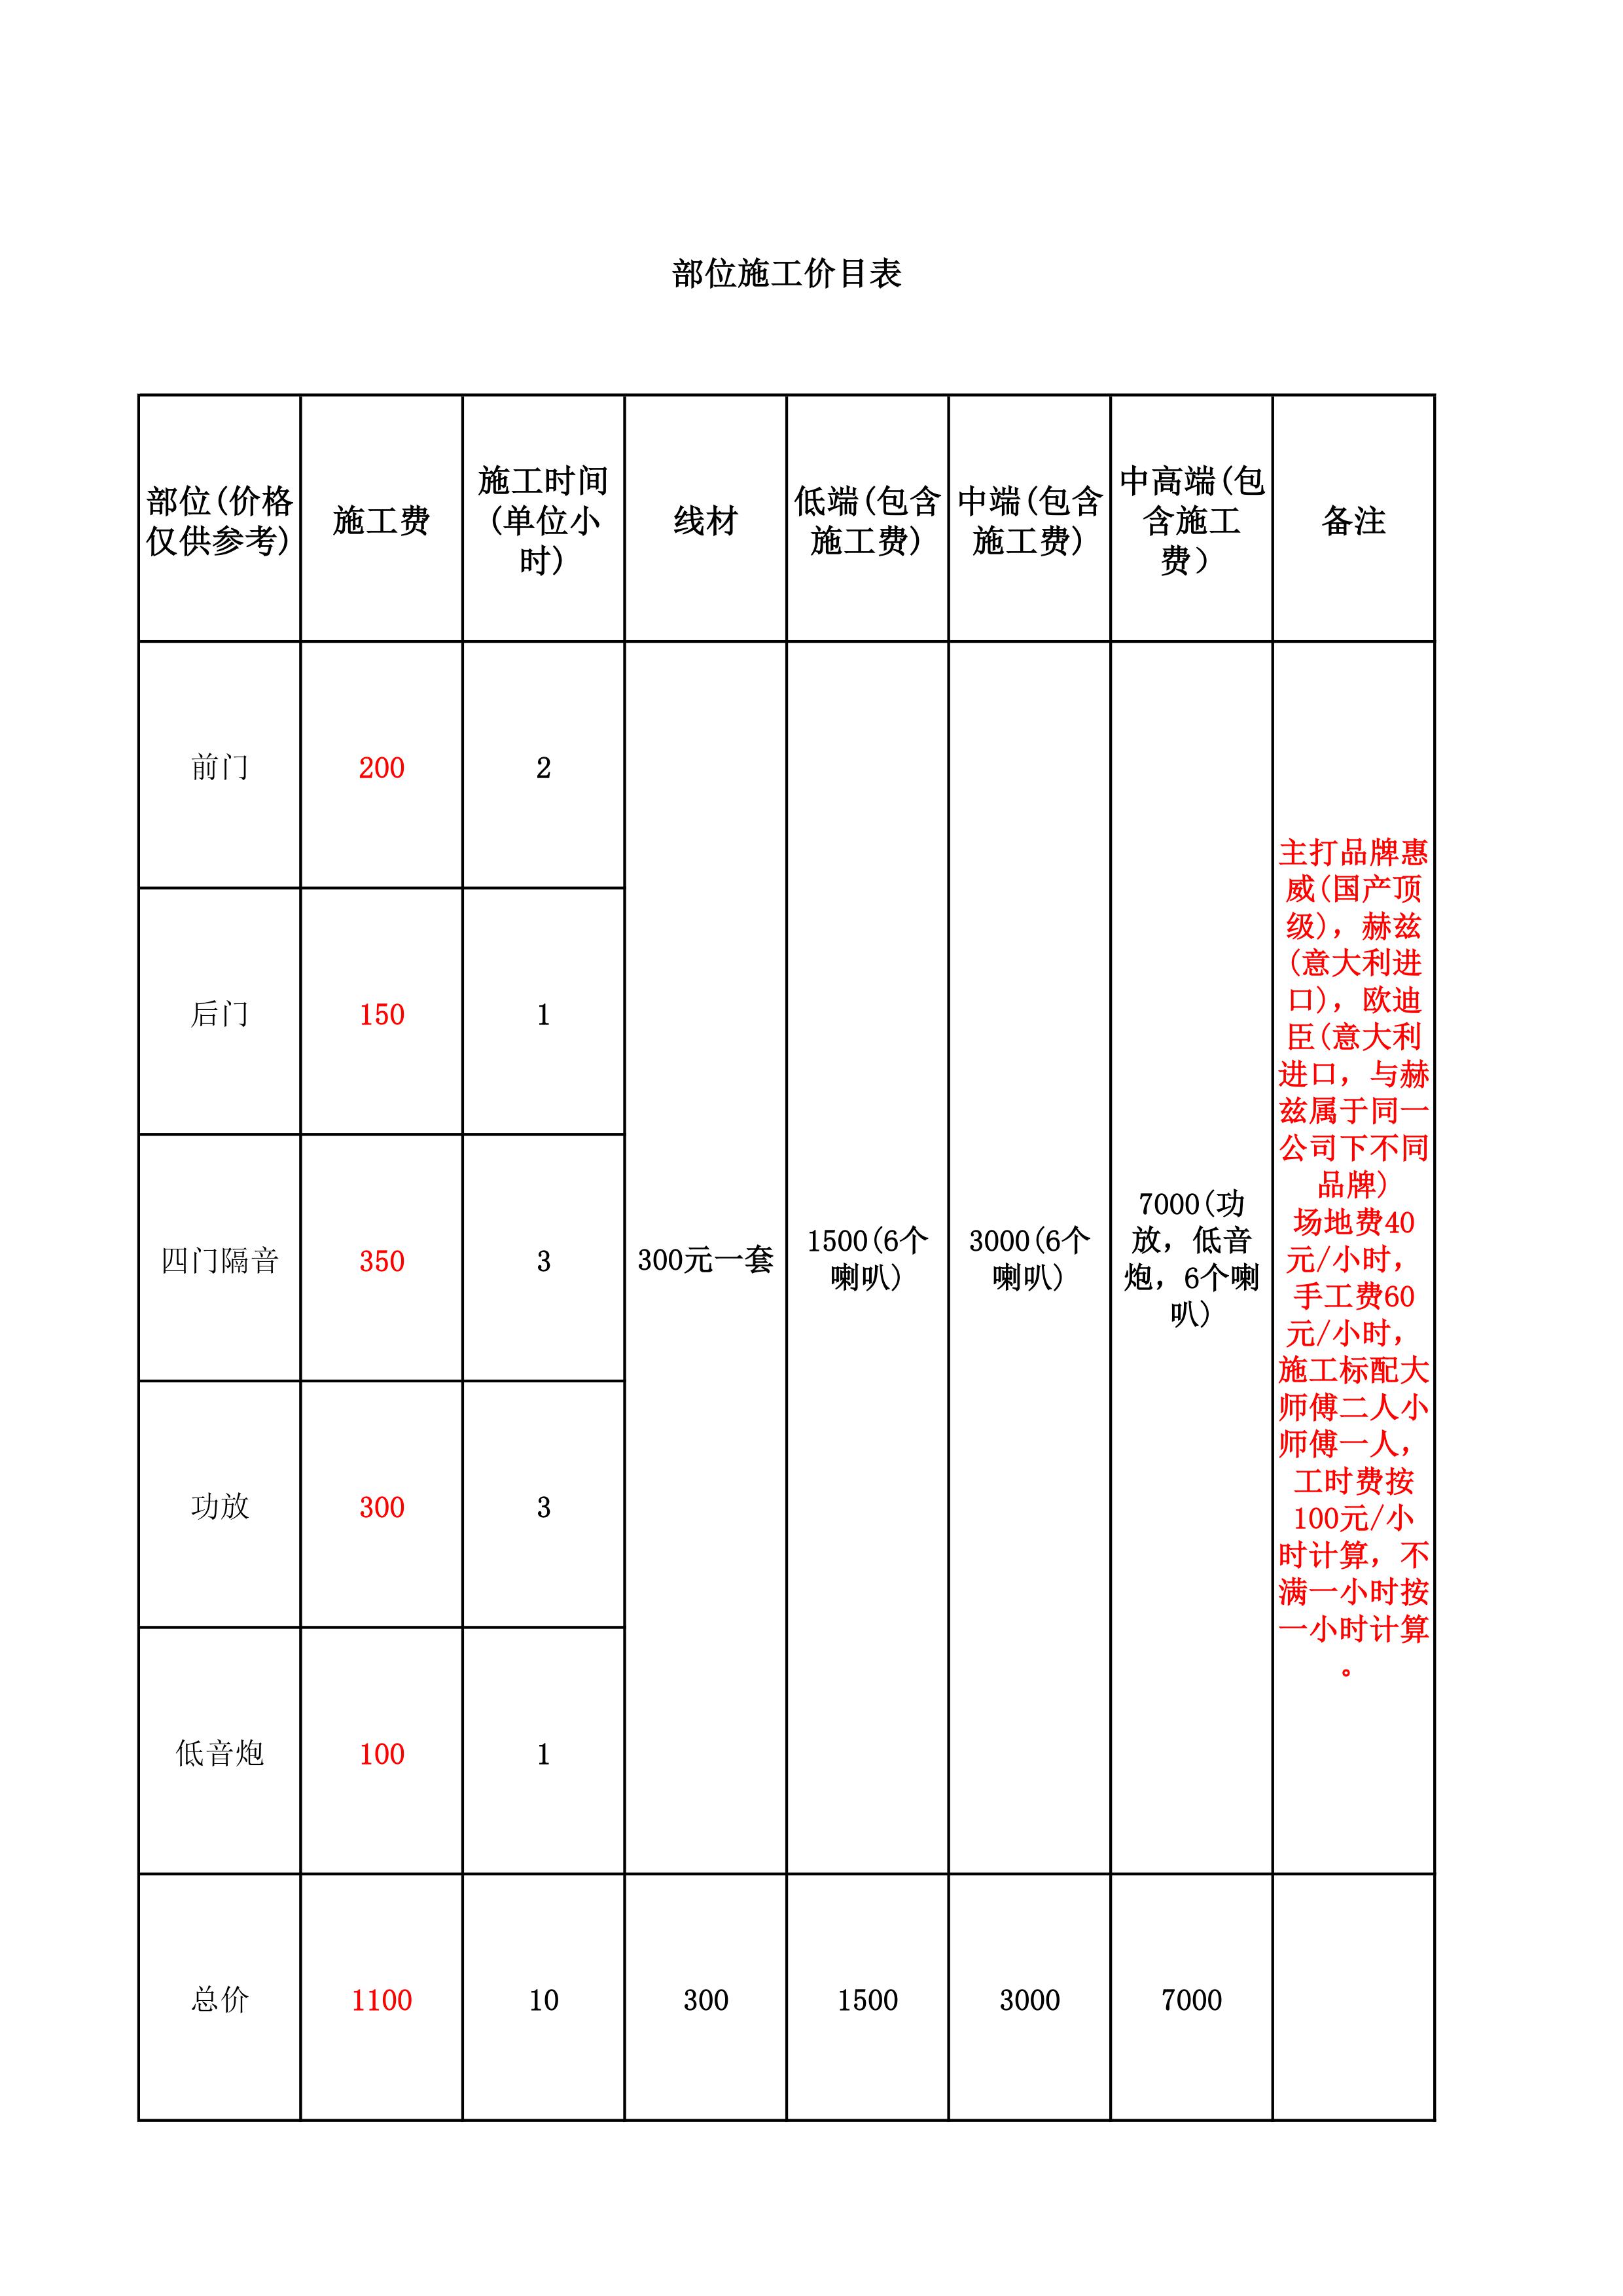 部位施工价目表
部位(价格
仅供参考)
施工费
施工时间
(单位小
时)
线材
低端(包含
施工费)
中端(包含
施工费)
中高端(包
含施工
费）
备注
前门
200
2
后门
150
1
四门隔音
350
3
功放
300
3
低音炮
100
1
300元一套
1500(6个
喇叭)
3000(6个
喇叭)
7000(功
放，低音
炮，6个喇
叭)
主打品牌惠
威(国产顶
级)，赫兹
(意大利进
口)，欧迪
臣(意大利
进口，与赫
兹属于同一
公司下不同
品牌)
场地费40
元/小时，
手工费60
元/小时，
施工标配大
师傅二人小
师傅一人，
工时费按
100元/小
时计算，不
满一小时按
一小时计算
。
总价
1100
10
300
1500
3000
7000